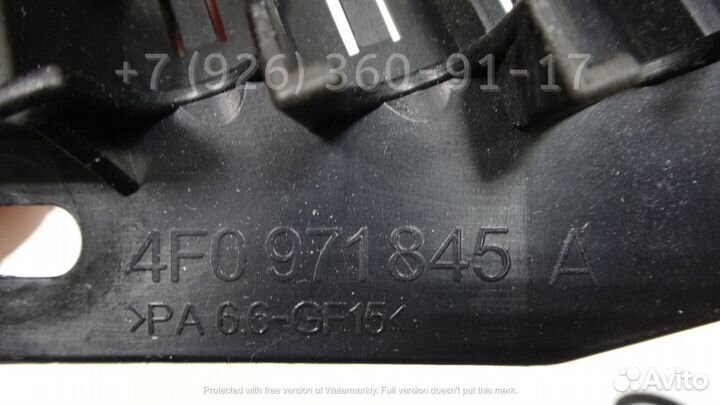 +7 (926) 360-91-17
4F0 971 845 A
>PA 6.6-GF15<
Protected with free version of Watermarkly. Full version doesn't put this mark.
Avito